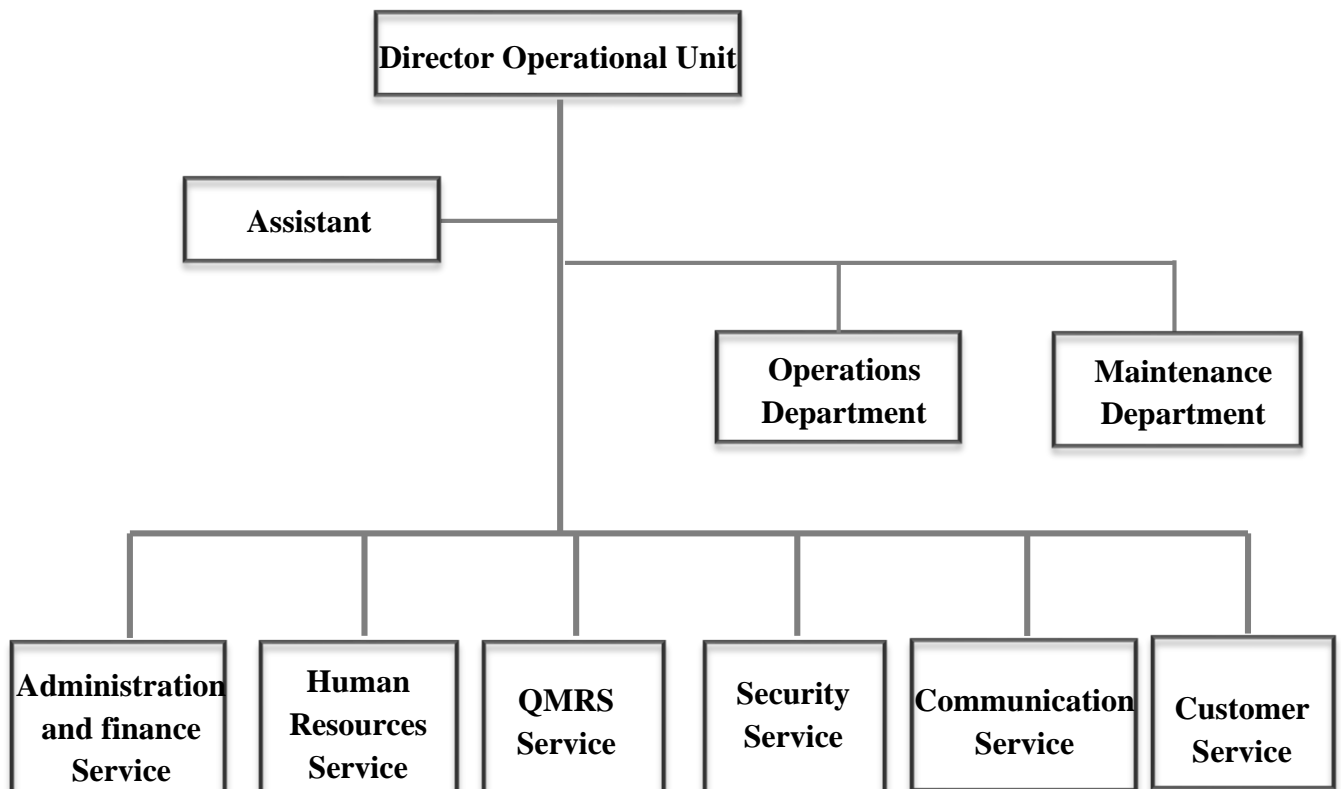 Director Operational Unit
Assistant
Operations
Department
Maintenance
Department
Administration
and finance
Service
Human
Resources
Service
QMRS
Service
Security
Service
Communication
Service
Customer
Service